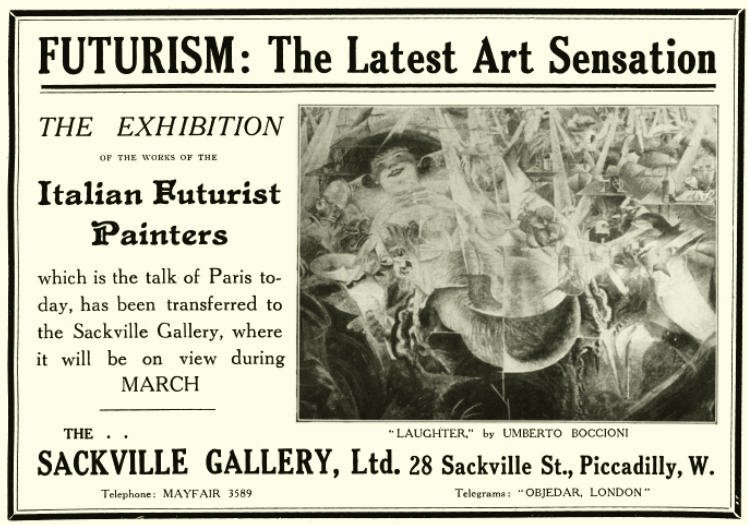 FUTURISM: The Latest Art Sensation
THE EXHIBITION
OF THE WORKS OF THE
Italian Futurist
Painters
which is the talk of Paris to-
day, has been transferred to
the Sackville Gallery, where
it will be on view during
MARCH
"LAUGHTER," by UMBERTO BOCCIONI
THE . .
SACKVILLE GALLERY, Ltd. 28 Sackville St., Piccadilly, W.
Telephone: MAYFAIR 3589
Telegrams: "OBJEDAR, LONDON"